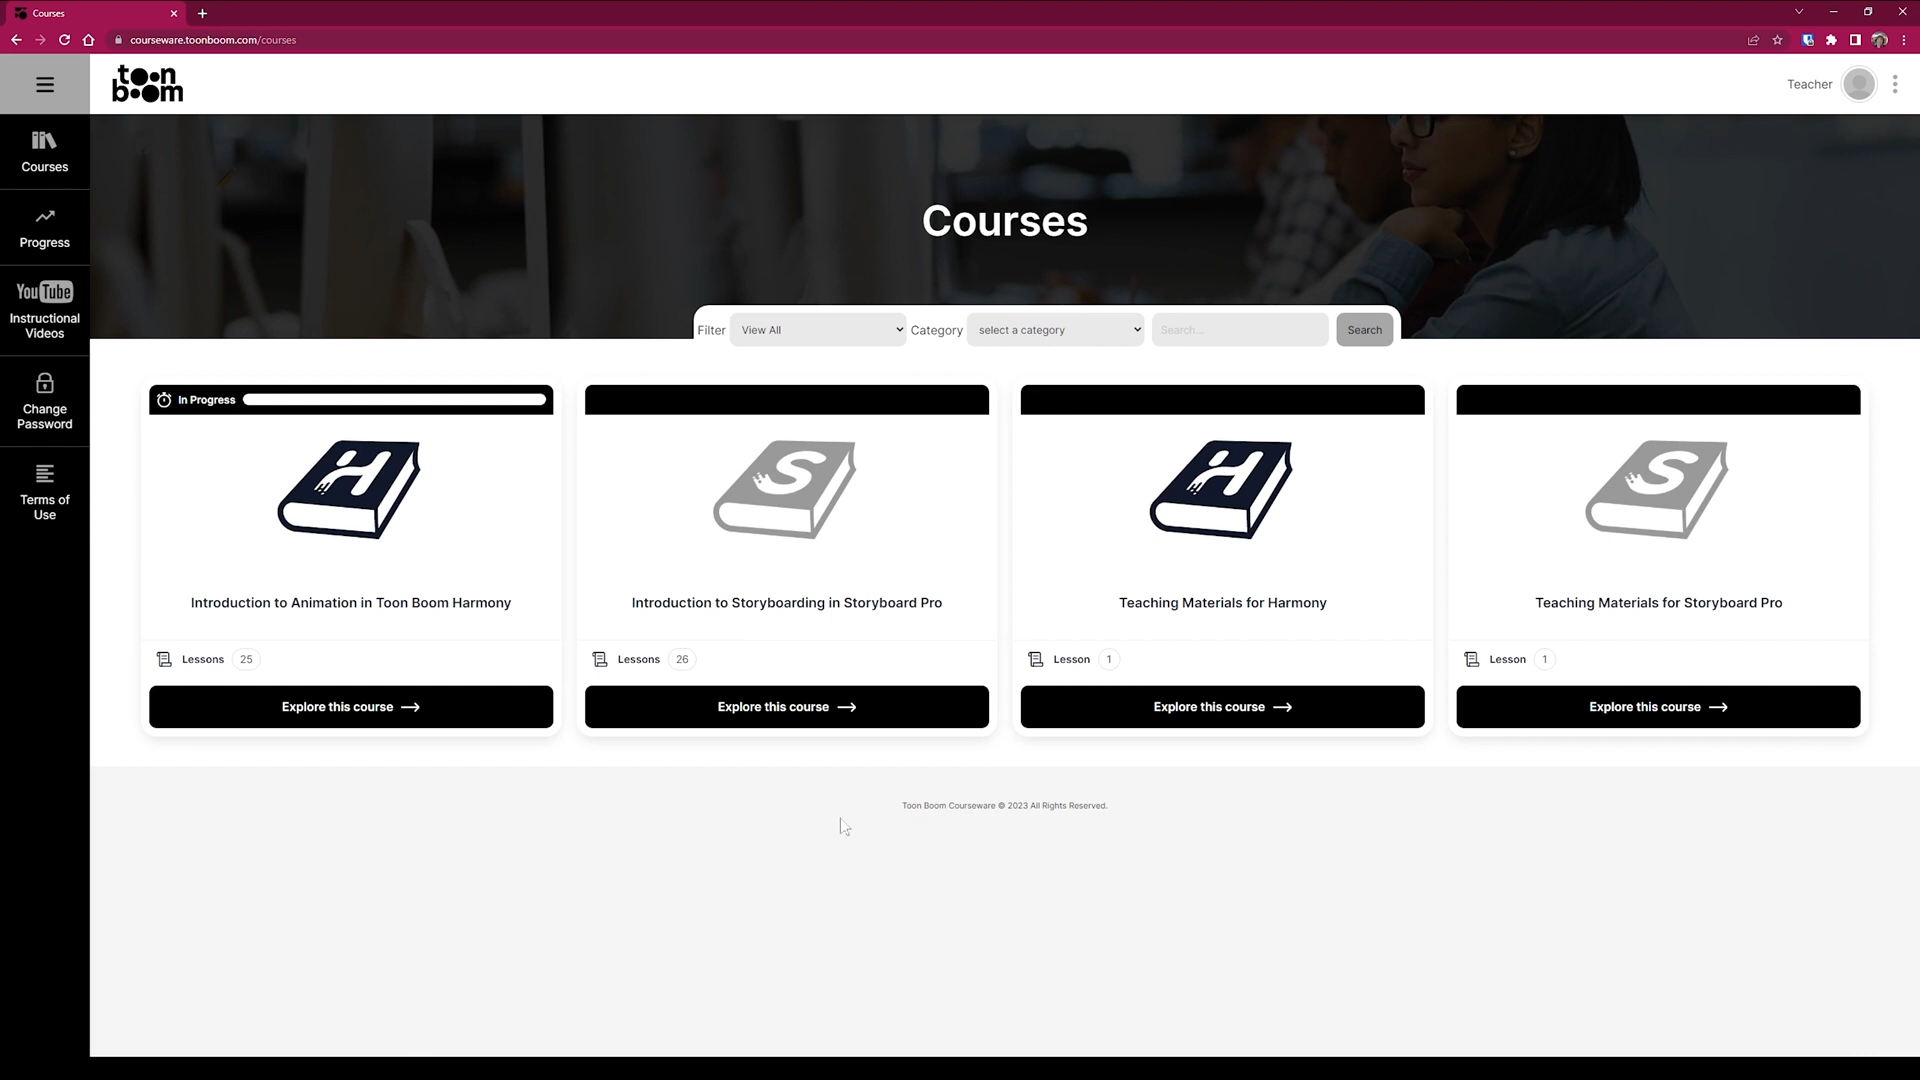 Courses
courseware.toonboom.com/courses
toon
boom
Teacher
Courses
Progress
YouTube
Instructional
Videos
Change
Password
Terms of
Use
Courses
Filter View All Category select a category Search... Search
In Progress
H S H S
Introduction to Animation in Toon Boom Harmony
Introduction to Storyboarding in Storyboard Pro
Teaching Materials for Harmony
Teaching Materials for Storyboard Pro
Lessons 25
Lessons 26
Lesson 1
Lesson 1
Explore this course
Explore this course
Explore this course
Explore this course
Toon Boom Courseware © 2023 All Rights Reserved.